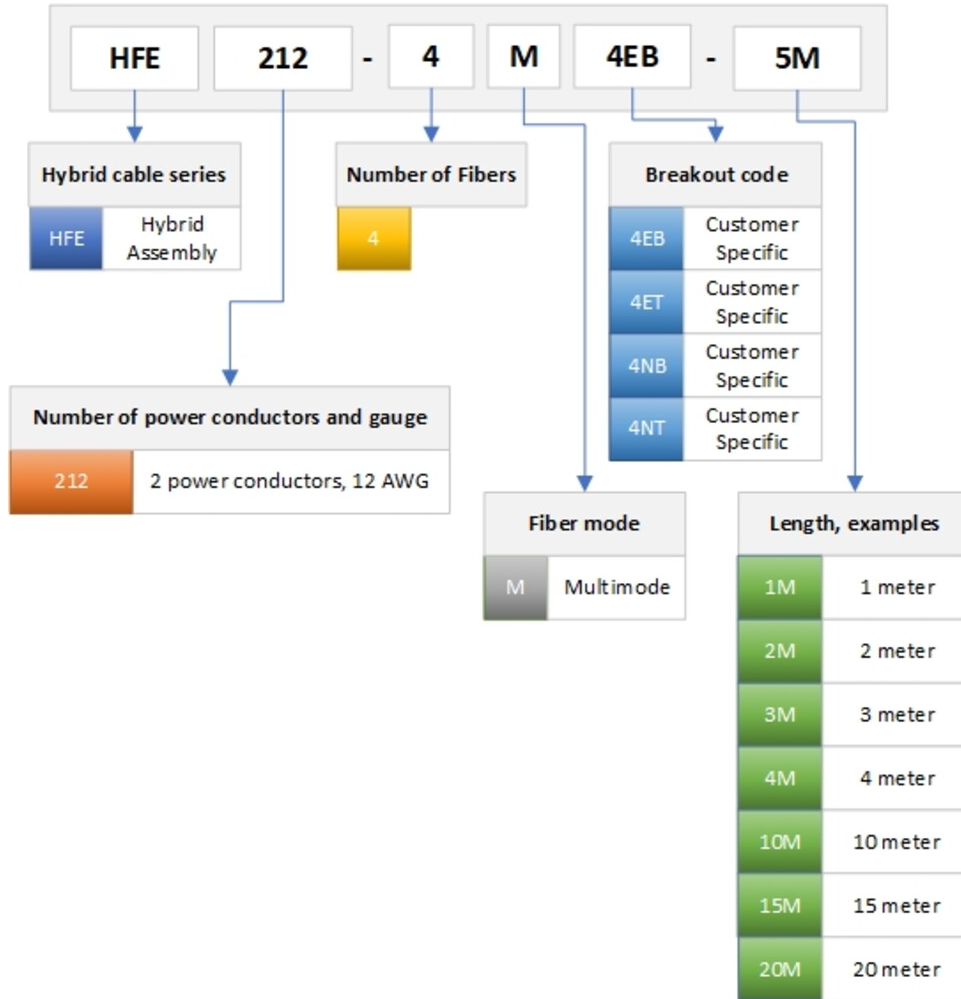 HFE 212 - 4 M 4EB - 5M
Hybrid cable series
HFE Hybrid
Assembly
Number of Fibers
4
Breakout code
4EB Customer
Specific
4ET Customer
Specific
4NB Customer
Specific
4NT Customer
Specific
Number of power conductors and gauge
212 2 power conductors, 12 AWG
Fiber mode
M Multimode
Length, examples
1M 1 meter
2M 2 meter
3M 3 meter
4M 4 meter
10M 10 meter
15M 15 meter
20M 20 meter